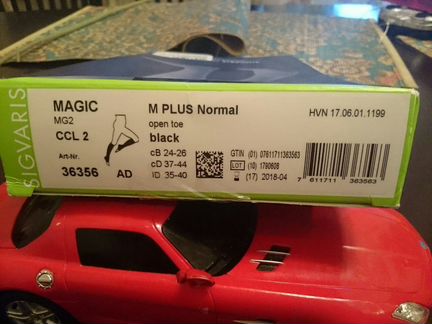 SIGVARIS
MAGIC
MG2
CCL 2
Art-Nr.
36356 AD
M PLUS Normal
open toe
black
cB 24-26
cD 37-44
lD 35-40
GTIN (01) 07611711363563
LOT (10) 1780608
(17) 2018-04
HVN 17.06.01.1199
7 611711 363563